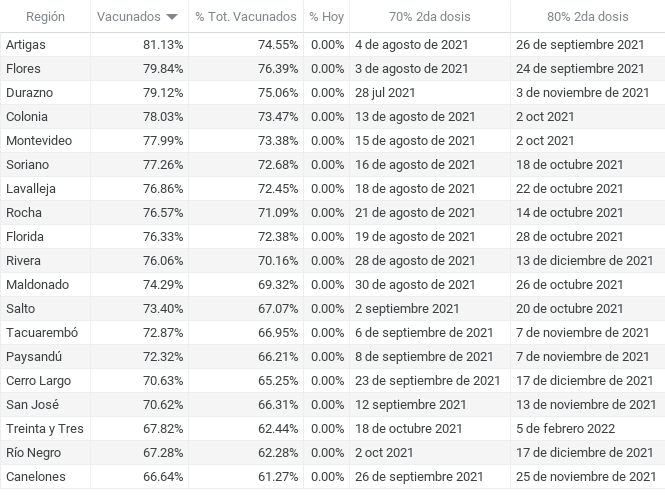 Región Vacunados % Tot. Vacunados % Hoy 70% 2da dosis 80% 2da dosis
Artigas 81.13% 74.55% 0.00% 4 de agosto de 2021 26 de septiembre 2021
Flores 79.84% 76.39% 0.00% 3 de agosto de 2021 24 de septiembre 2021
Durazno 79.12% 75.06% 0.00% 28 jul 2021 3 de noviembre de 2021
Colonia 78.03% 73.47% 0.00% 13 de agosto de 2021 2 oct 2021
Montevideo 77.99% 73.38% 0.00% 15 de agosto de 2021 2 oct 2021
Soriano 77.26% 72.68% 0.00% 16 de agosto de 2021 18 de octubre 2021
Lavalleja 76.86% 72.45% 0.00% 18 de agosto de 2021 22 de octubre 2021
Rocha 76.57% 71.09% 0.00% 21 de agosto de 2021 14 de octubre 2021
Florida 76.33% 72.38% 0.00% 19 de agosto de 2021 28 de octubre 2021
Rivera 76.06% 70.16% 0.00% 28 de agosto de 2021 13 de diciembre de 2021
Maldonado 74.29% 69.32% 0.00% 30 de agosto de 2021 26 de octubre 2021
Salto 73.40% 67.07% 0.00% 2 septiembre 2021 20 de octubre 2021
Tacuarembó 72.87% 66.95% 0.00% 6 de septiembre de 2021 7 de noviembre de 2021
Paysandú 72.32% 66.21% 0.00% 8 de septiembre de 2021 7 de noviembre de 2021
Cerro Largo 70.63% 65.25% 0.00% 23 de septiembre de 2021 17 de diciembre de 2021
San José 70.62% 66.31% 0.00% 12 septiembre 2021 13 de noviembre de 2021
Treinta y Tres 67.82% 62.44% 0.00% 18 de octubre de 2021 5 de febrero 2022
Río Negro 67.28% 62.28% 0.00% 2 oct 2021 17 de diciembre de 2021
Canelones 66.64% 61.27% 0.00% 26 de septiembre 2021 25 de noviembre de 2021